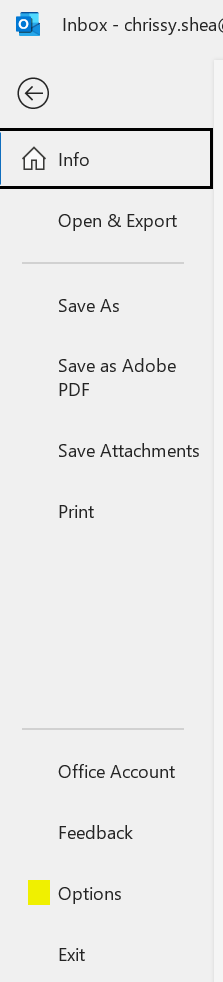 Inbox - chrissy.shea@
Info
Open & Export
Save As
Save as Adobe
PDF
Save Attachments
Print
Office Account
Feedback
Options
Exit